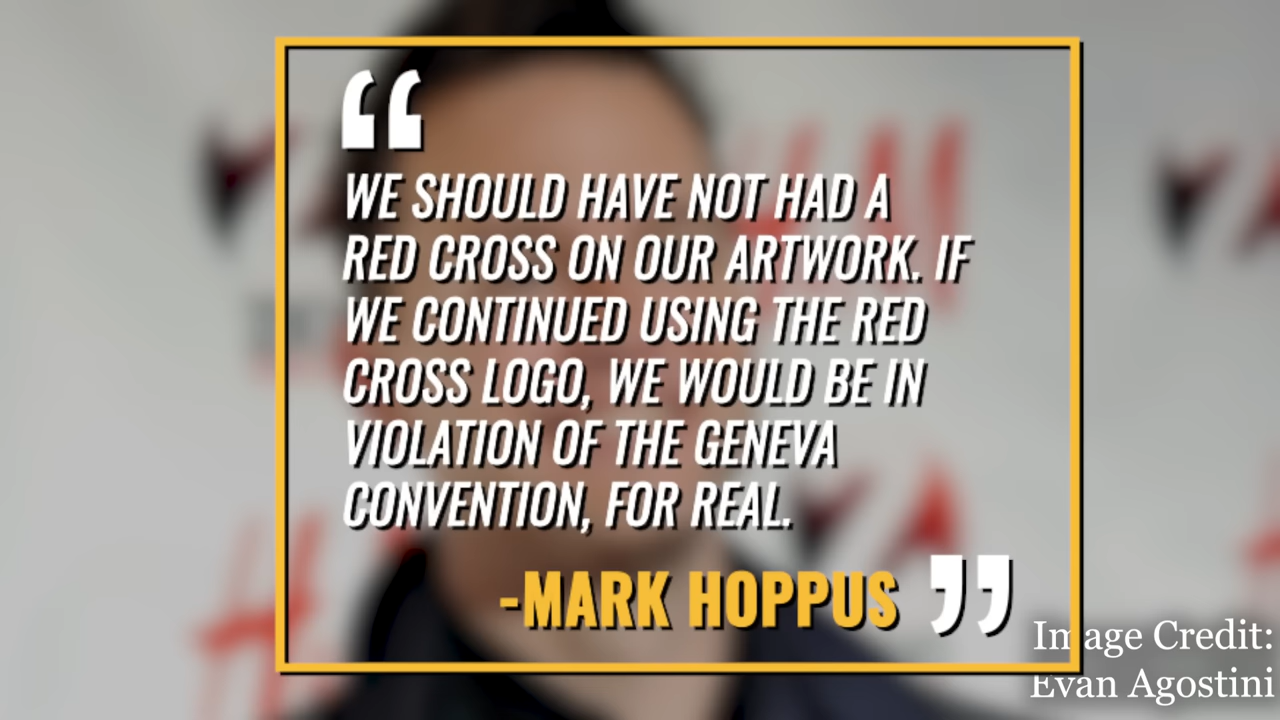 “
WE SHOULD HAVE NOT HAD A
RED CROSS ON OUR ARTWORK. IF
WE CONTINUED USING THE RED
CROSS LOGO, WE WOULD BE IN
VIOLATION OF THE GENEVA
CONVENTION, FOR REAL.
-MARK HOPPUS ”
Image Credit:
Evan Agostini